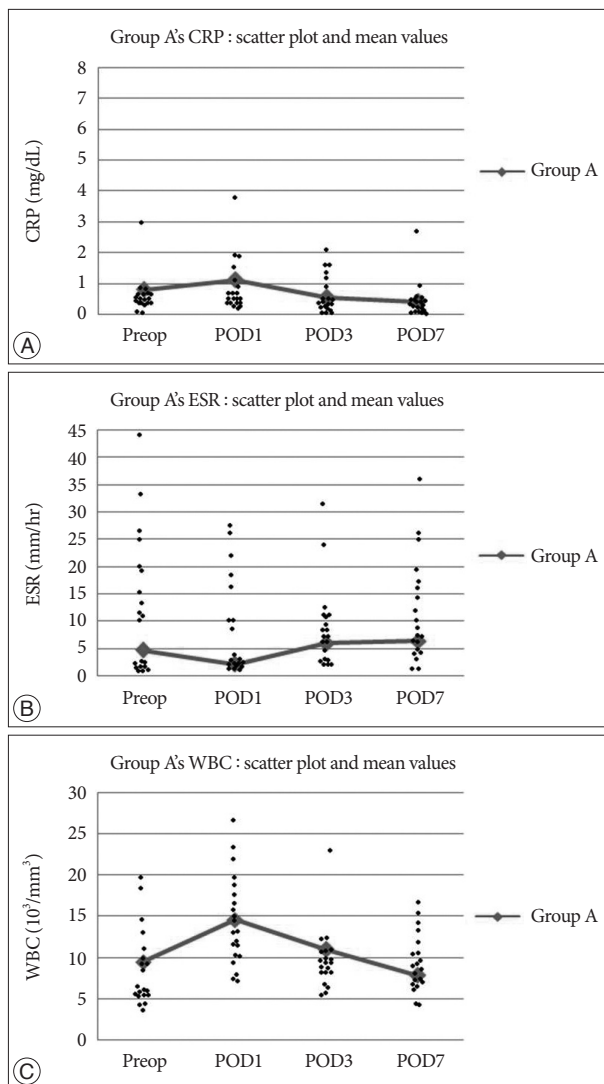 Group A's CRP : scatter plot and mean values
8
7
6
5
4
3
2
1
0
CRP (mg/dL)
Preop POD1 POD3 POD7
Group A
A
Group A's ESR : scatter plot and mean values
45
40
35
30
25
20
15
10
5
0
ESR (mm/hr)
Preop POD1 POD3 POD7
Group A
B
Group A's WBC : scatter plot and mean values
30
25
20
15
10
5
0
WBC (10³/mm³)
Preop POD1 POD3 POD7
Group A
C